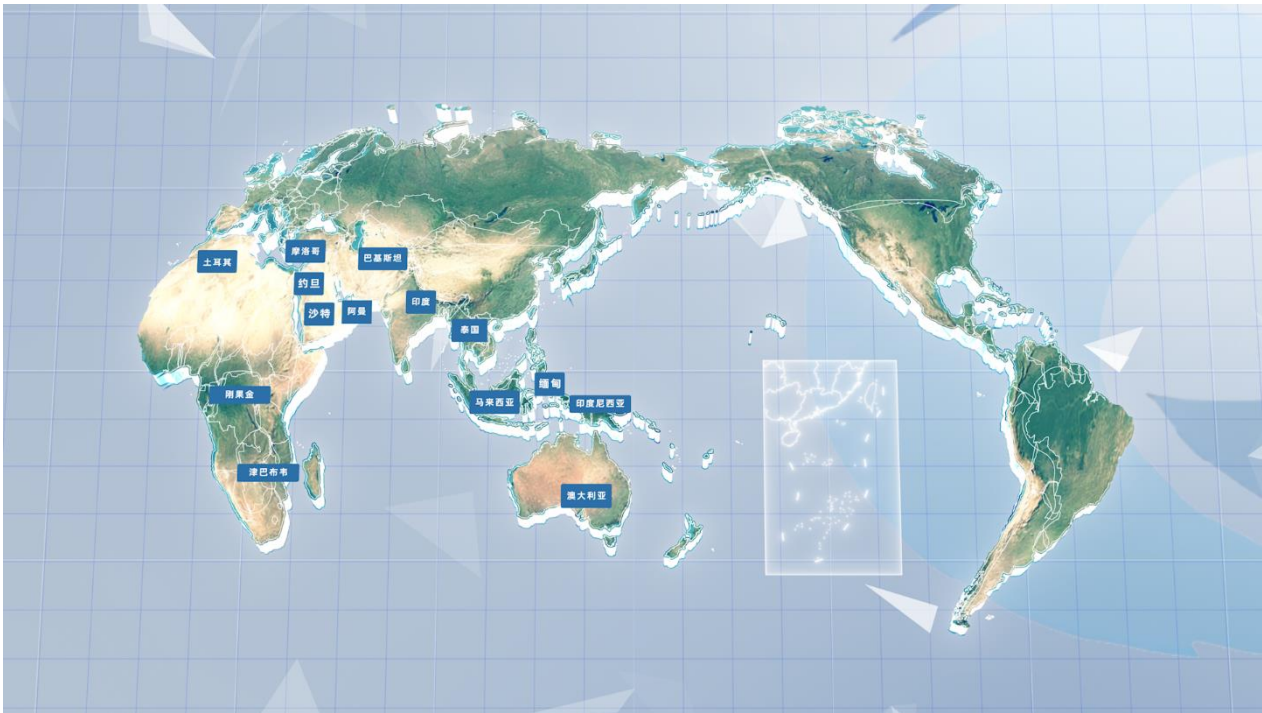 摩洛哥
巴基斯坦
土耳其
约旦
印度
沙特
阿曼
泰国
缅甸
刚果金
马来西亚
印度尼西亚
津巴布韦
澳大利亚